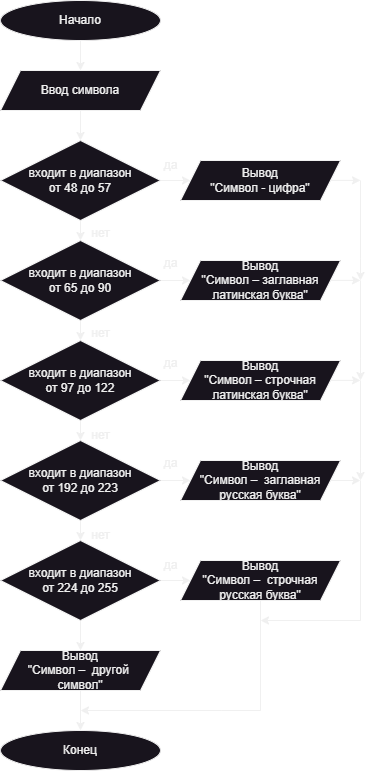 Начало
Ввод символа
входит в диапазон
от 48 до 57
да
Вывод
"Символ - цифра"
нет
входит в диапазон
от 65 до 90
да
Вывод
"Символ – заглавная
латинская буква"
нет
входит в диапазон
от 97 до 122
да
Вывод
"Символ – строчная
латинская буква"
нет
входит в диапазон
от 192 до 223
да
Вывод
"Символ –  заглавная
русская буква"
нет
входит в диапазон
от 224 до 255
да
Вывод
"Символ –  строчная
русская буква"
Вывод
"Символ –  другой
символ"
Конец